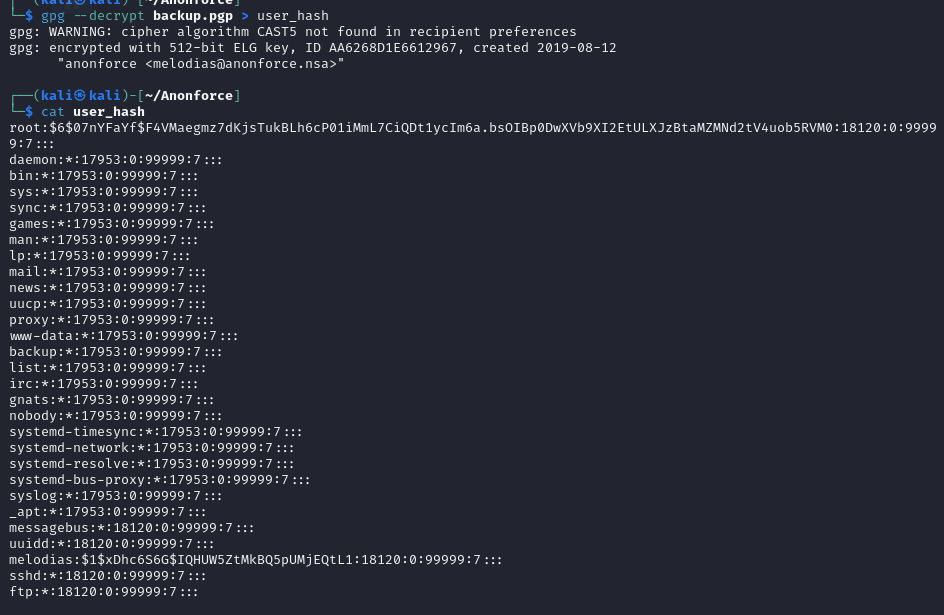 (kali㉿kali)-[~/Anonforce]
└─$ gpg --decrypt backup.pgp > user_hash
gpg: WARNING: cipher algorithm CAST5 not found in recipient preferences
gpg: encrypted with 512-bit ELG key, ID AA6268D1E6612967, created 2019-08-12
"anonforce <melodias@anonforce.nsa>"
┌──(kali㉿kali)-[~/Anonforce]
└─$ cat user_hash
root:$6$07nYFaYf$F4VMaegmz7dKjsTukBLh6cP01iMmL7CiQDt1ycIm6a.bsOIBp0DwXVb9XI2EtULXJzBtaMZMNd2tV4uob5RVM0:18120:0:9999
9:7:::
daemon:*:17953:0:99999:7:::
bin:*:17953:0:99999:7:::
sys:*:17953:0:99999:7:::
sync:*:17953:0:99999:7:::
games:*:17953:0:99999:7:::
man:*:17953:0:99999:7:::
lp:*:17953:0:99999:7:::
mail:*:17953:0:99999:7:::
news:*:17953:0:99999:7:::
uucp:*:17953:0:99999:7:::
proxy:*:17953:0:99999:7:::
www-data:*:17953:0:99999:7:::
backup:*:17953:0:99999:7:::
list:*:17953:0:99999:7:::
irc:*:17953:0:99999:7:::
gnats:*:17953:0:99999:7:::
nobody:*:17953:0:99999:7:::
systemd-timesync:*:17953:0:99999:7:::
systemd-network:*:17953:0:99999:7:::
systemd-resolve:*:17953:0:99999:7:::
systemd-bus-proxy:*:17953:0:99999:7:::
syslog:*:17953:0:99999:7:::
_apt:*:17953:0:99999:7:::
messagebus:*:18120:0:99999:7:::
uuidd:*:18120:0:99999:7:::
melodias:$1$xDhc6S6G$IQHUW5ZtMkBQ5pUMjEQtL1:18120:0:99999:7:::
sshd:*:18120:0:99999:7:::
ftp:*:18120:0:99999:7:::